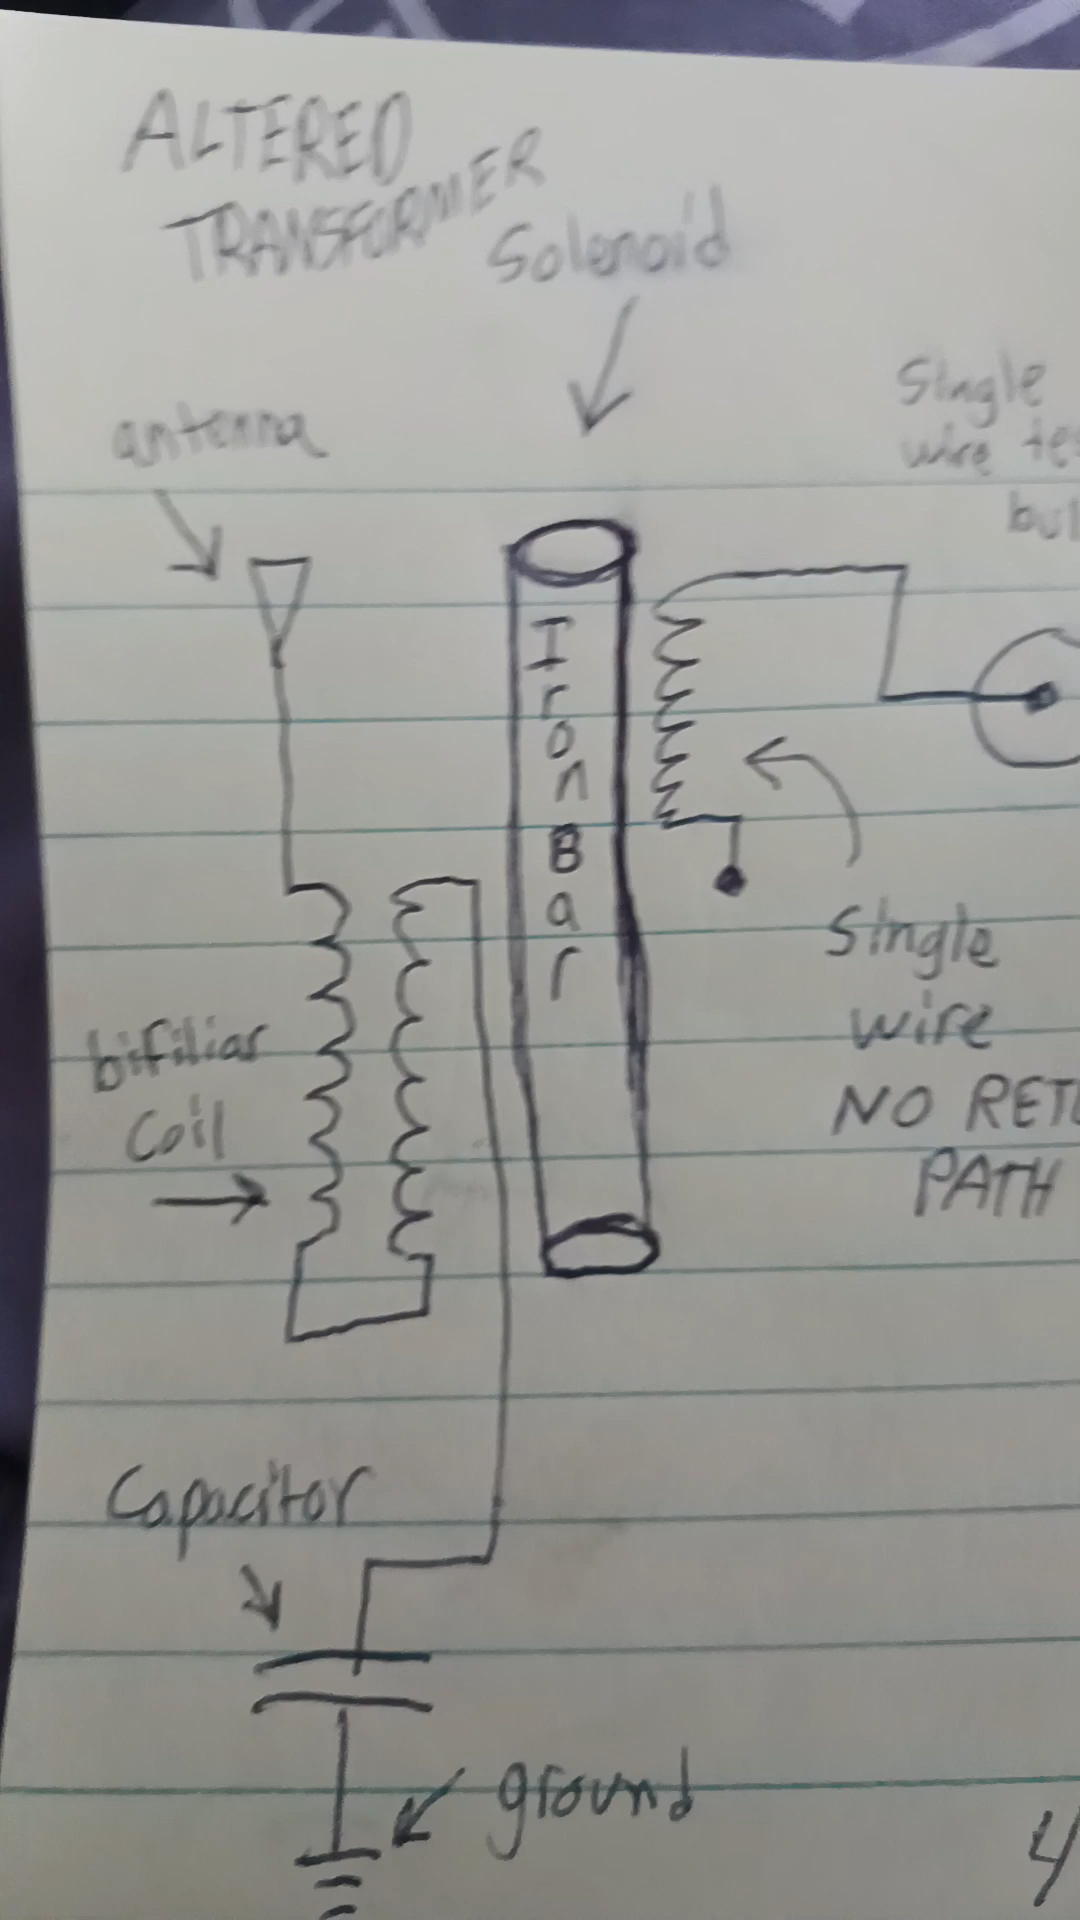 ALTERED
TRANSFORMER
Solenoid
antenna
Single
wire
Iron Bar
bifiliar
Coil
Single
wire
NO
PATH
Capacitor
ground
4